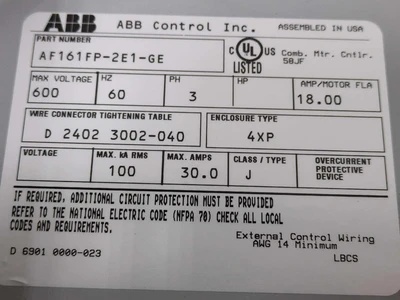 ABB ABB Control Inc. ASSEMBLED IN USA
PART NUMBER
AF161FP-2E1-GE
C UL US LISTED Comb. Mtr. Cntlr. 58JF
MAX VOLTAGE HZ PH HP AMP/MOTOR FLA
600 60 3 18.00
WIRE CONNECTOR TIGHTENING TABLE ENCLOSURE TYPE
D 2402 3002-040 4XP
VOLTAGE MAX. kA RMS MAX. AMPS CLASS / TYPE OVERCURRENT PROTECTIVE DEVICE
100 30.0 J
IF REQUIRED, ADDITIONAL CIRCUIT PROTECTION MUST BE PROVIDED
REFER TO THE NATIONAL ELECTRIC CODE (NFPA 70) CHECK ALL LOCAL
CODES AND REQUIREMENTS.
External Control Wiring
AWG 14 Minimum
D 6901 0000-023 LBCS